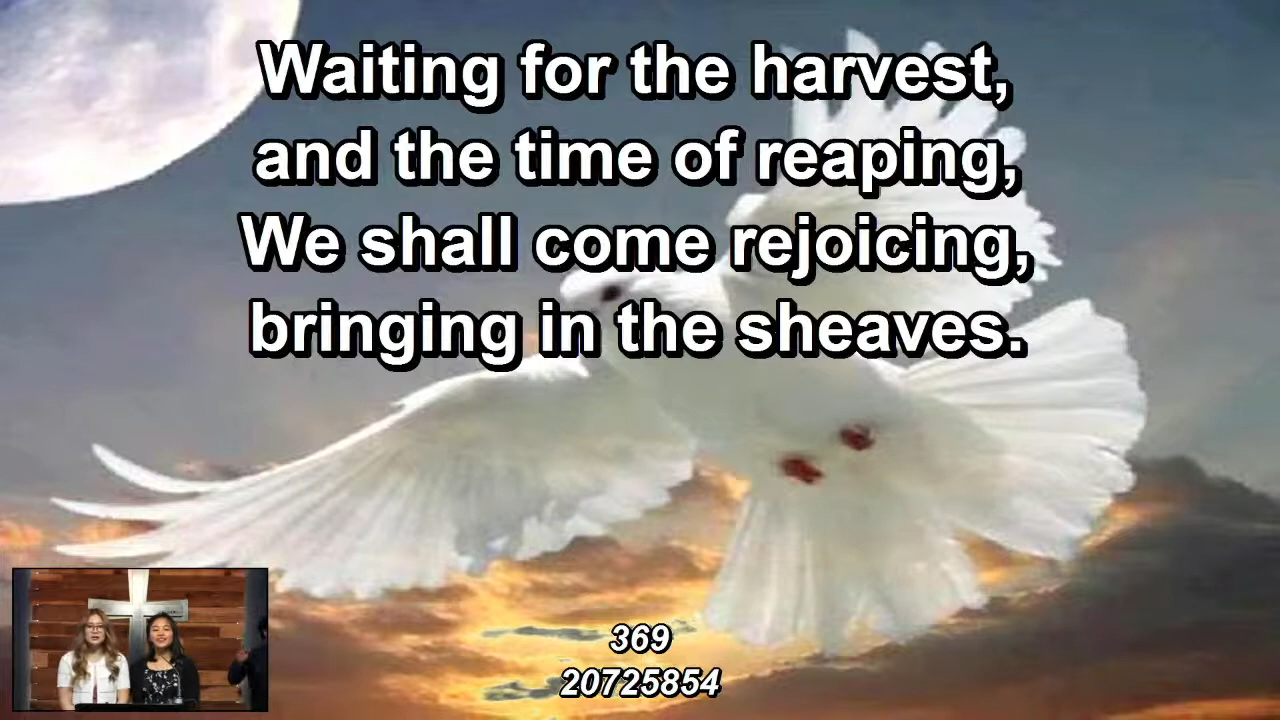 Waiting for the harvest,
and the time of reaping,
We shall come rejoicing,
bringing in the sheaves.
369
20725854